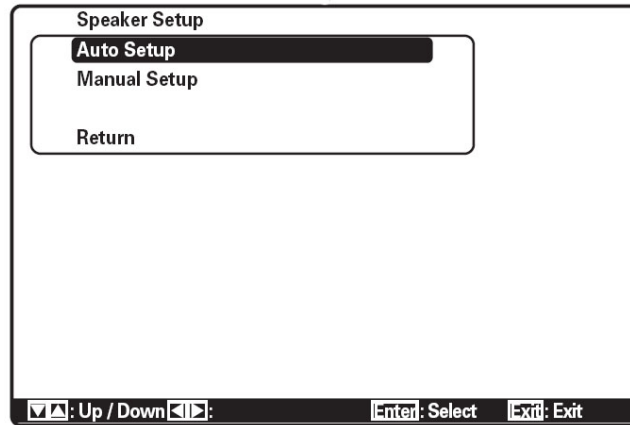 Speaker Setup
Auto Setup
Manual Setup
Return
▼▲: Up / Down ◀▶: Enter: Select Exit: Exit